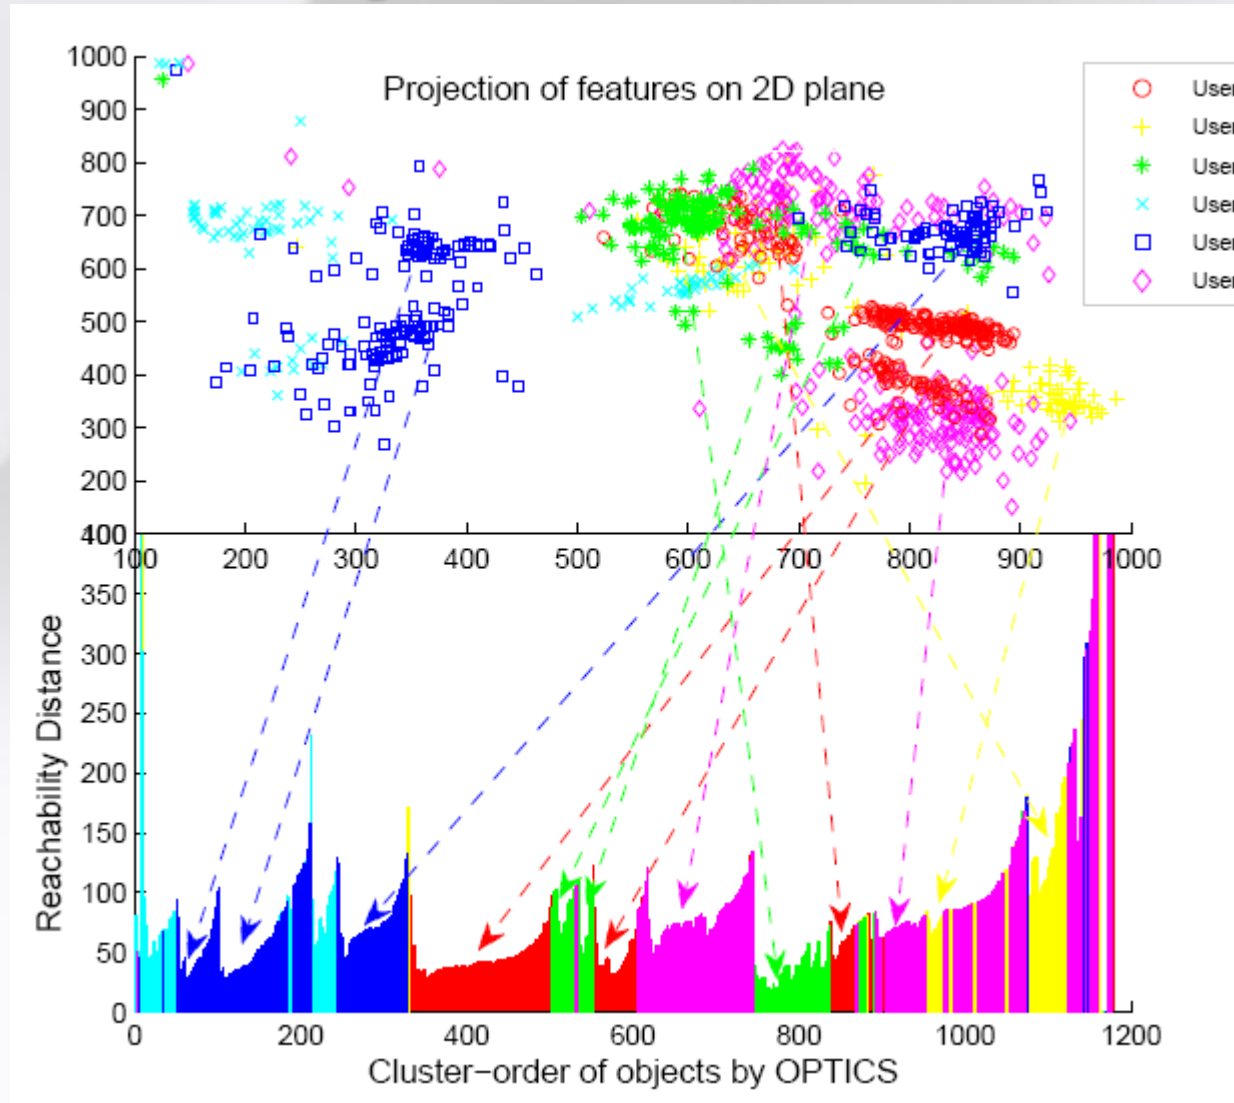 1000
Projection of features on 2D plane
900
800
700
600
500
400
300
200
User
User
User
User
User
User
100 200 300 400 500 600 700 800 900 1000
350
300
250
200
150
100
50
0
0 200 400 600 800 1000 1200
Reachability Distance
Cluster-order of objects by OPTICS